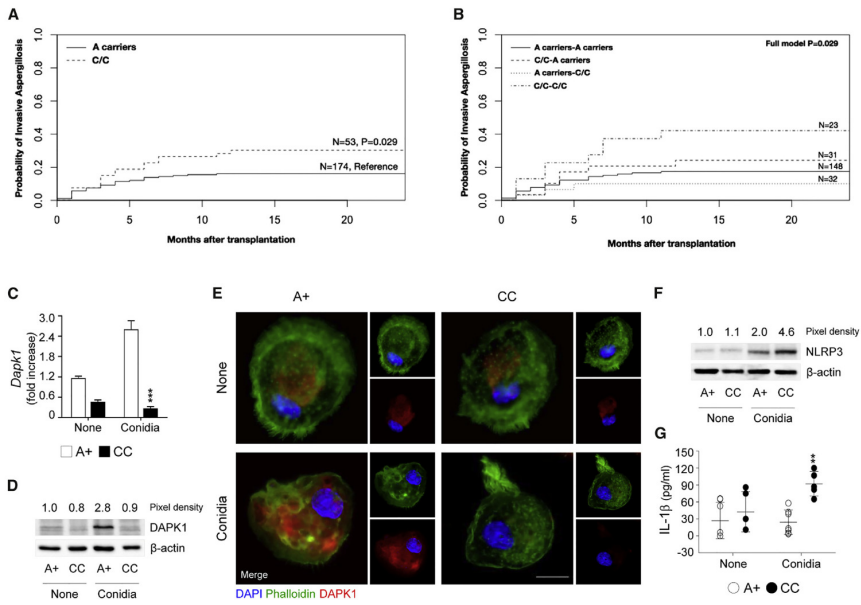 A
Probability of Invasive Aspergillosis
1.0
0.8
0.6
0.4
0.2
0.0
A carriers
C/C
N=53, P=0.029
N=174, Reference
0 5 10 15 20
Months after transplantation
B
Probability of Invasive Aspergillosis
1.0
0.8
0.6
0.4
0.2
0.0
A carriers-A carriers
C/C-A carriers
A carriers-C/C
C/C-C/C
Full model P=0.029
N=23
N=31
N=148
N=32
0 5 10 15 20
Months after transplantation
C
Dapk1
(fold increase)
3.0
2.4
1.8
1.2
0.6
0
***
None Conidia
A+ CC
D
1.0 0.8 2.8 0.9 Pixel density
DAPK1
β-actin
A+ CC A+ CC
None Conidia
E
A+ CC
None
Conidia
Merge
DAPI Phalloidin DAPK1
F
1.0 1.1 2.0 4.6 Pixel density
NLRP3
β-actin
A+ CC A+ CC
None Conidia
G
IL-1β (pg/ml)
150
120
90
60
30
0
-30
**
None Conidia
A+ CC